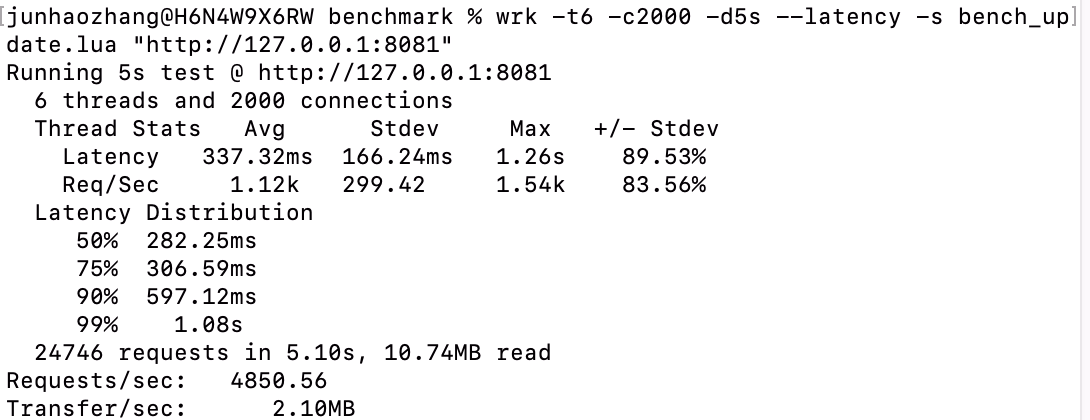 [junhaozhang@H6N4W9X6RW benchmark % wrk -t6 -c2000 -d5s --latency -s bench_up]
date.lua "http://127.0.0.1:8081"
Running 5s test @ http://127.0.0.1:8081
  6 threads and 2000 connections
  Thread Stats   Avg      Stdev     Max   +/- Stdev
    Latency   337.32ms  166.24ms   1.26s    89.53%
    Req/Sec     1.12k   299.42     1.54k    83.56%
  Latency Distribution
     50%  282.25ms
     75%  306.59ms
     90%  597.12ms
     99%    1.08s
  24746 requests in 5.10s, 10.74MB read
Requests/sec:   4850.56
Transfer/sec:      2.10MB